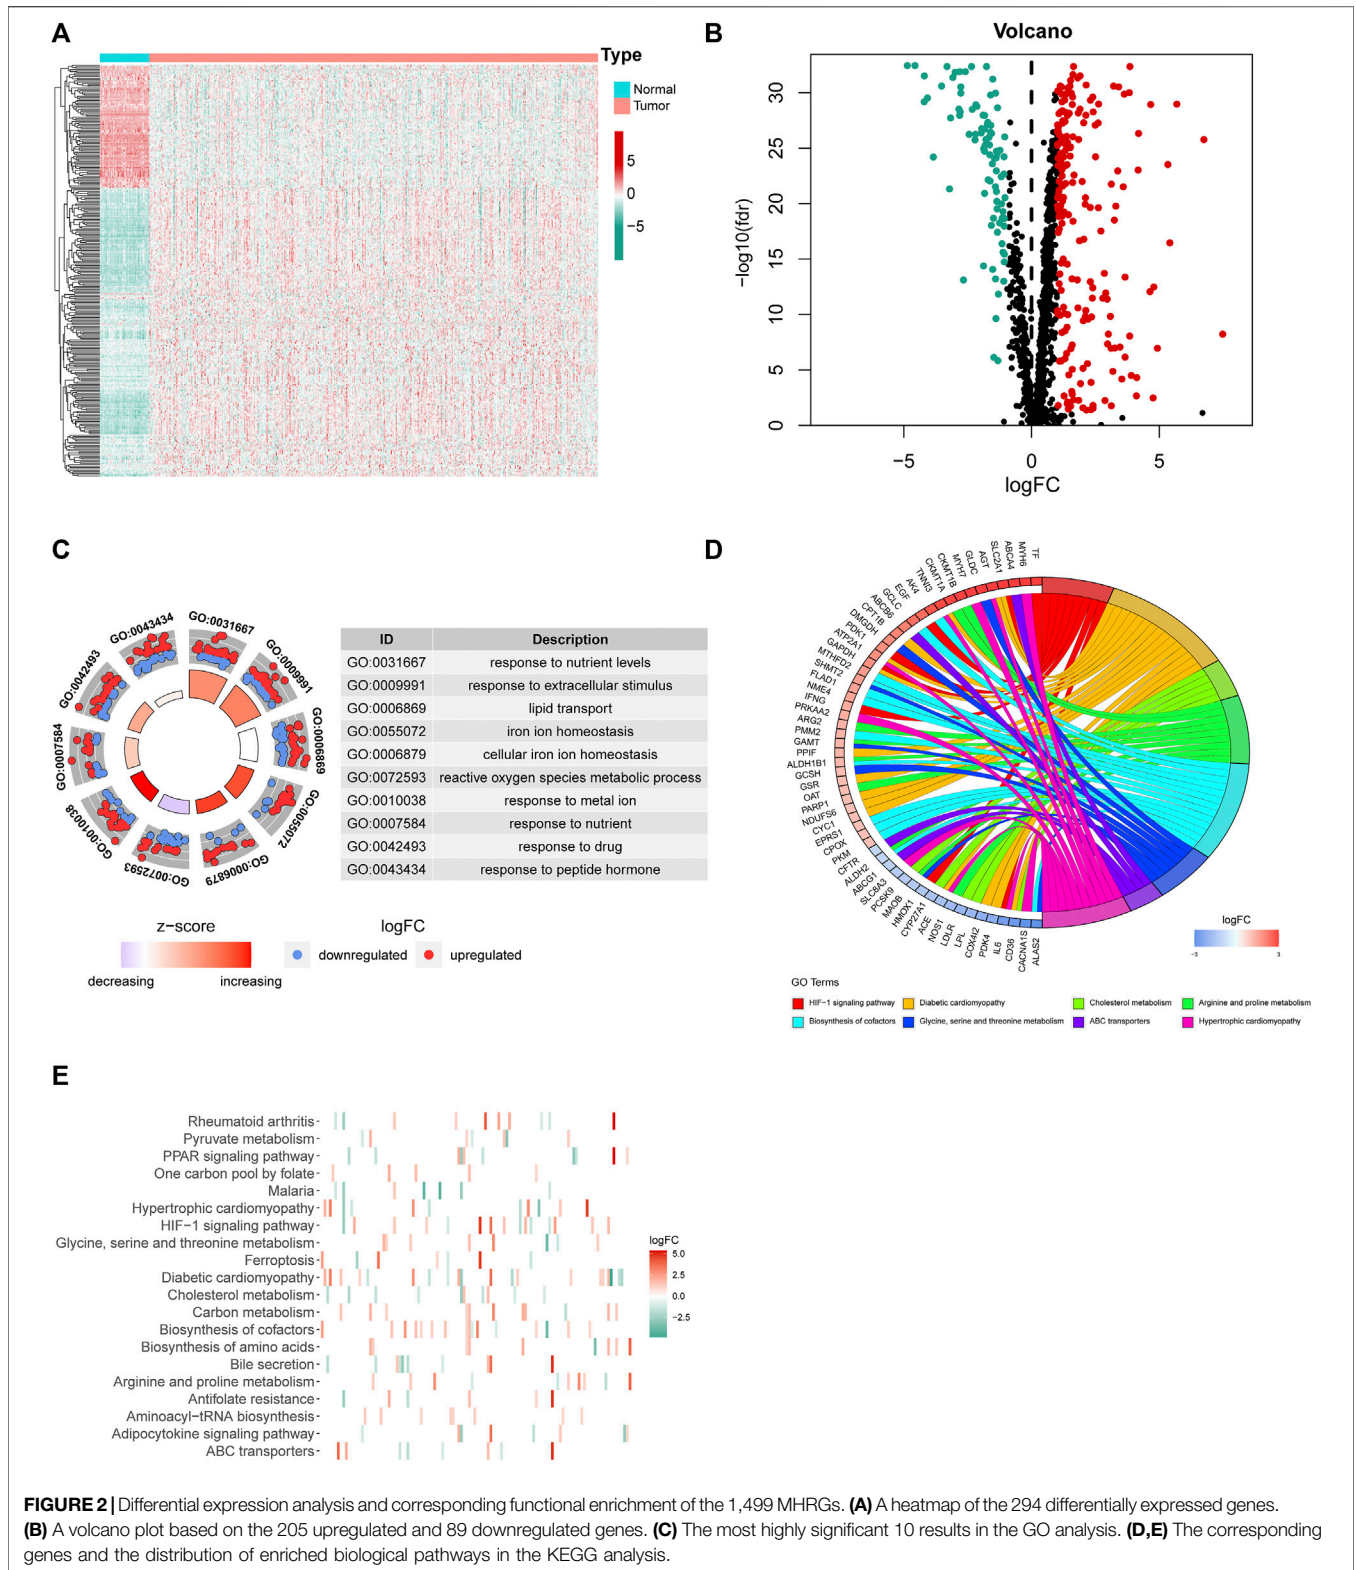 A
Type
Normal
Tumor
5
0
−5
B
Volcano
30
25
20
15
10
5
0
−log10(fdr)
−5
0
5
logFC
C
GO:0043434
GO:0031667
GO:0009991
GO:0006869
GO:0055072
GO:0006879
GO:0072593
GO:0010038
GO:0007584
GO:0042493
ID Description
GO:0031667 response to nutrient levels
GO:0009991 response to extracellular stimulus
GO:0006869 lipid transport
GO:0055072 iron ion homeostasis
GO:0006879 cellular iron ion homeostasis
GO:0072593 reactive oxygen species metabolic process
GO:0010038 response to metal ion
GO:0007584 response to nutrient
GO:0042493 response to drug
GO:0043434 response to peptide hormone
z−score
decreasing increasing
logFC
downregulated upregulated
D
TF
MYH6
ABCA4
SLC2A1
AGT
GLDC
MYH7
CKMT1B
CKMT1A
TNNI3
AK4
EGF
GCLC
ABCB6
CPT1B
DMGDH
PDK1
ATP2A1
GAPDH
MTHFD2
SHMT2
FLAD1
NME4
IFNG
PRKAA2
ARG2
PMM2
GAMT
PPIF
ALDH1B1
GCSH
GSR
OAT
PARP1
NDUFS6
CYC1
EPRS1
CPOX
PKM
CFTR
ALDH2
ABCG1
SLC8A3
PCSK9
MAOB
HMOX1
CYP27A1
ACE
NOS1
LDLR
LPL
COX4I2
PDK4
IL6
CD36
CACNA1S
ALAS2
logFC
−3 3
GO Terms
HIF−1 signaling pathway Diabetic cardiomyopathy Cholesterol metabolism Arginine and proline metabolism
Biosynthesis of cofactors Glycine, serine and threonine metabolism ABC transporters Hypertrophic cardiomyopathy
E
Rheumatoid arthritis
Pyruvate metabolism
PPAR signaling pathway
One carbon pool by folate
Malaria
Hypertrophic cardiomyopathy
HIF−1 signaling pathway
Glycine, serine and threonine metabolism
Ferroptosis
Diabetic cardiomyopathy
Cholesterol metabolism
Carbon metabolism
Biosynthesis of cofactors
Biosynthesis of amino acids
Bile secretion
Arginine and proline metabolism
Antifolate resistance
Aminoacyl−tRNA biosynthesis
Adipocytokine signaling pathway
ABC transporters
logFC
5.0
2.5
0.0
−2.5
FIGURE 2 | Differential expression analysis and corresponding functional enrichment of the 1,499 MHRGs. (A) A heatmap of the 294 differentially expressed genes.
(B) A volcano plot based on the 205 upregulated and 89 downregulated genes. (C) The most highly significant 10 results in the GO analysis. (D,E) The corresponding
genes and the distribution of enriched biological pathways in the KEGG analysis.